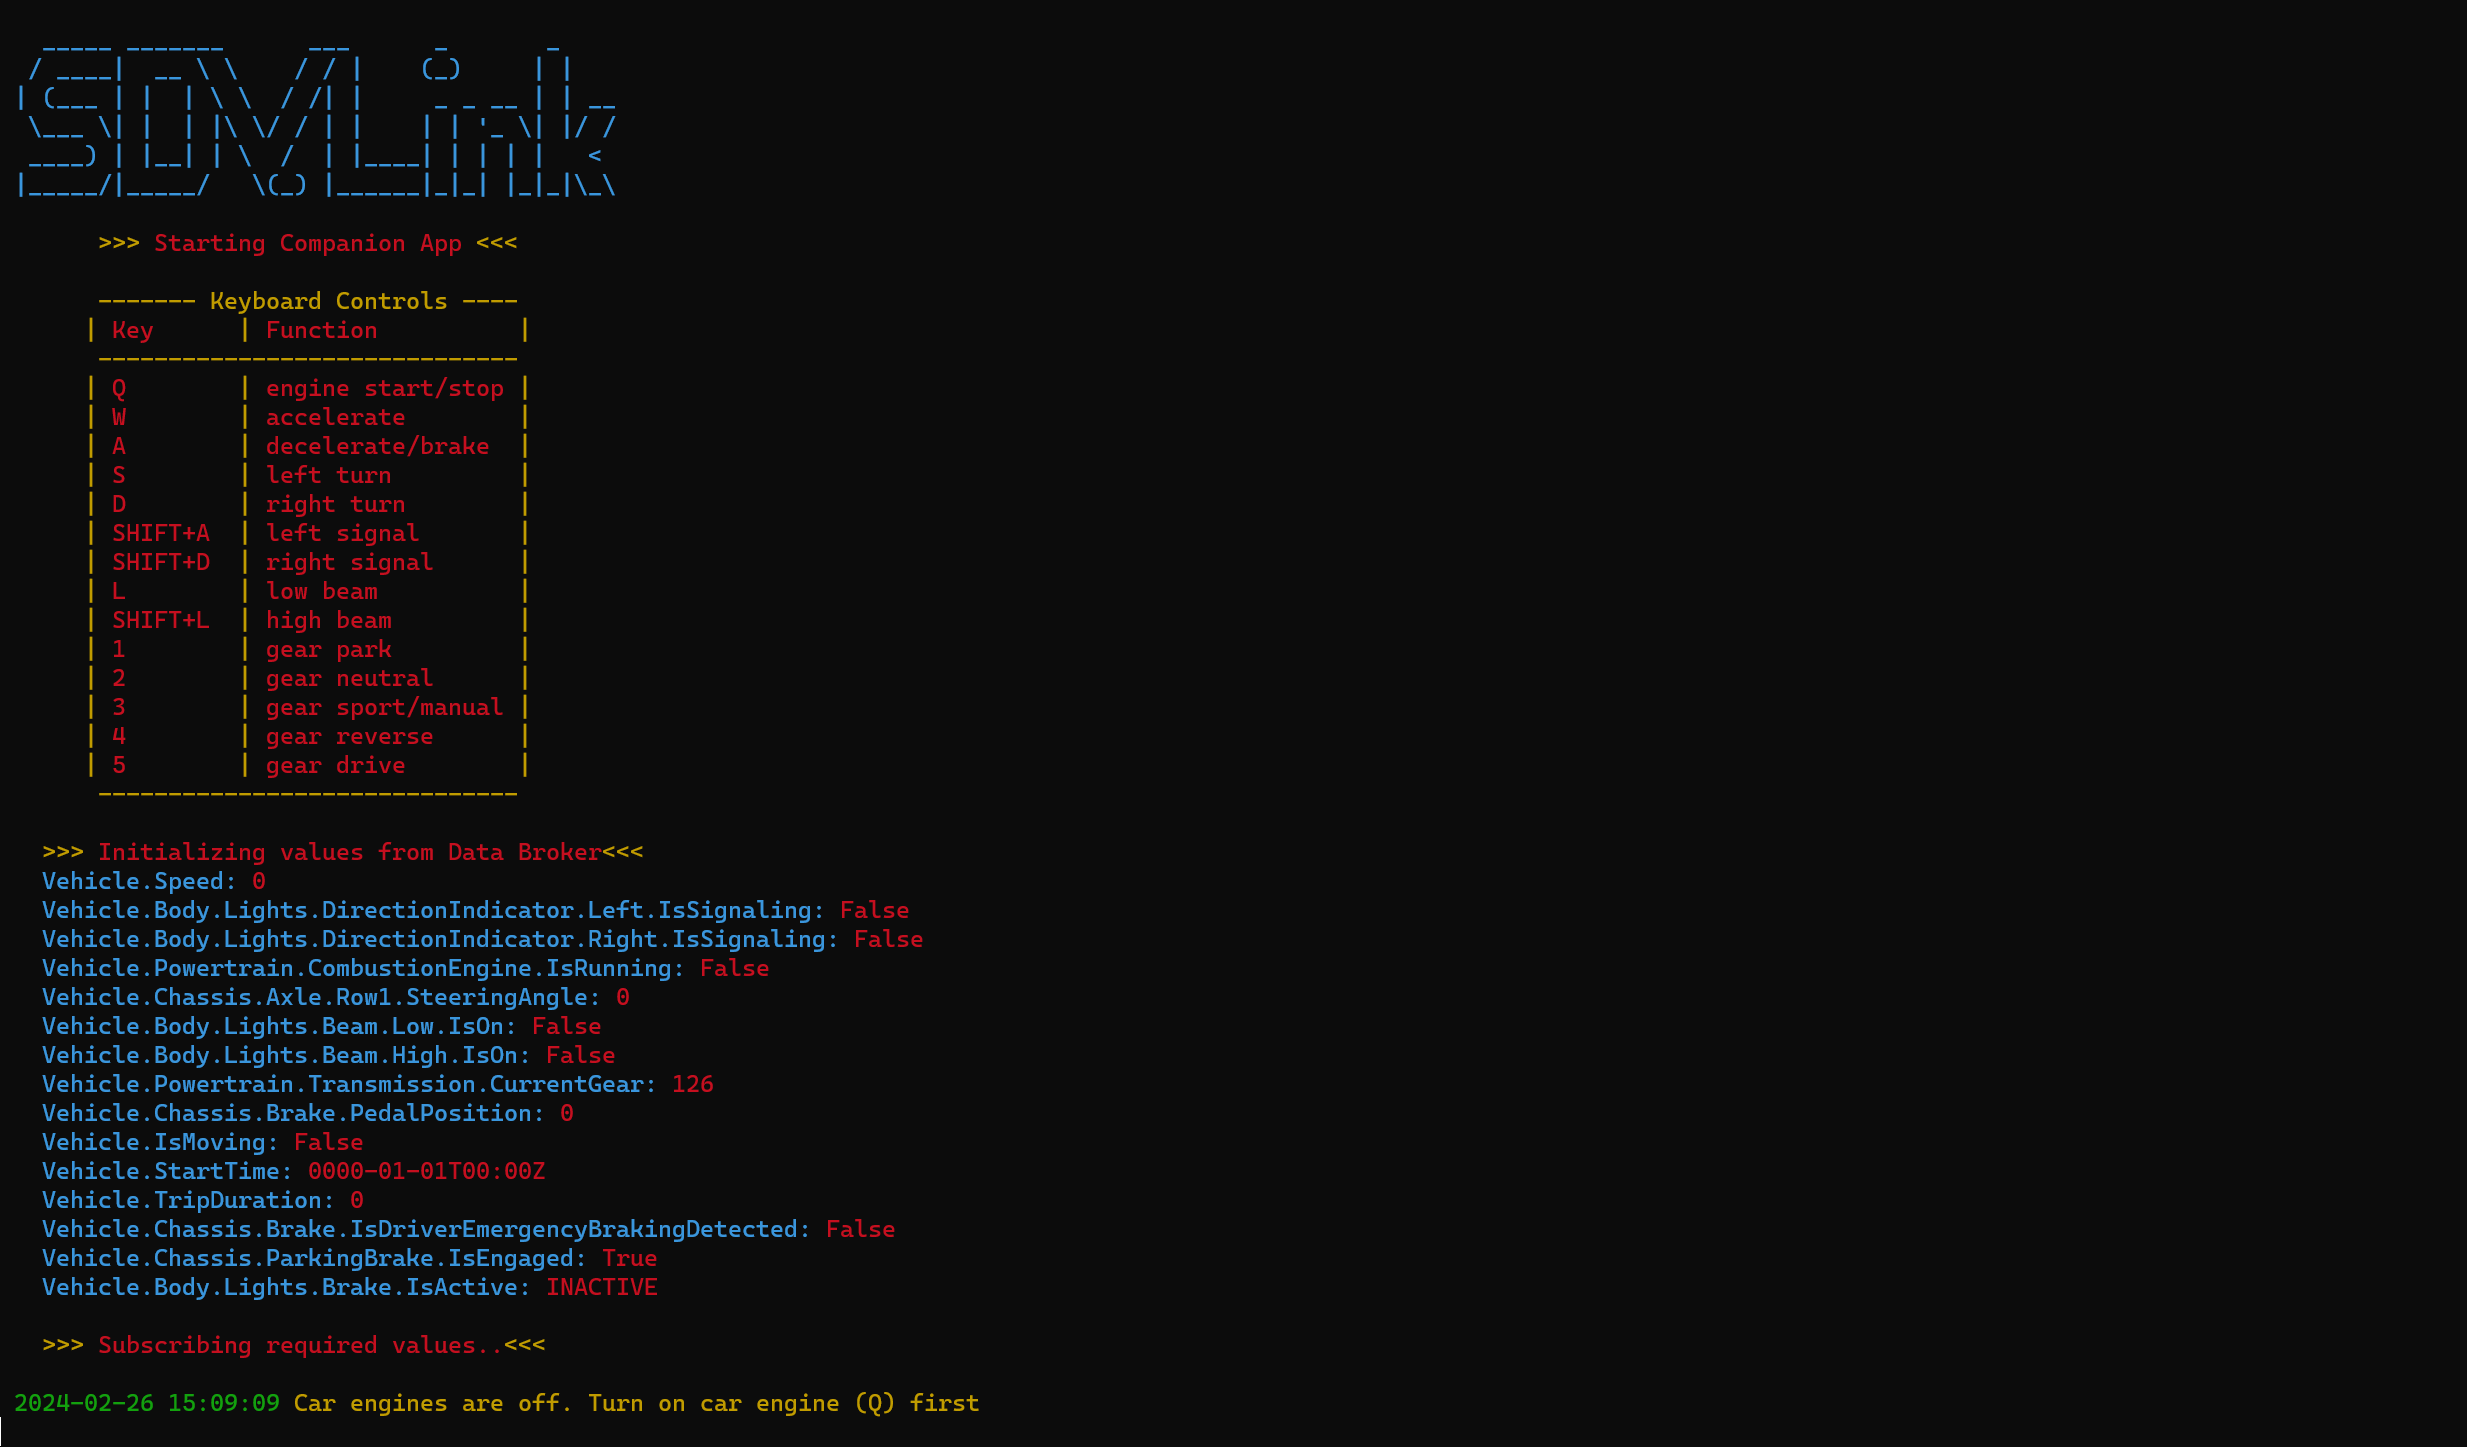 SDV.Link
>>> Starting Companion App <<<
------- Keyboard Controls ----
| Key | Function |
------------------------------
| Q | engine start/stop |
| W | accelerate |
| A | decelerate/brake |
| S | left turn |
| D | right turn |
| SHIFT+A | left signal |
| SHIFT+D | right signal |
| L | low beam |
| SHIFT+L | high beam |
| 1 | gear park |
| 2 | gear neutral |
| 3 | gear sport/manual |
| 4 | gear reverse |
| 5 | gear drive |
------------------------------
>>> Initializing values from Data Broker<<<
Vehicle.Speed: 0
Vehicle.Body.Lights.DirectionIndicator.Left.IsSignaling: False
Vehicle.Body.Lights.DirectionIndicator.Right.IsSignaling: False
Vehicle.Powertrain.CombustionEngine.IsRunning: False
Vehicle.Chassis.Axle.Row1.SteeringAngle: 0
Vehicle.Body.Lights.Beam.Low.IsOn: False
Vehicle.Body.Lights.Beam.High.IsOn: False
Vehicle.Powertrain.Transmission.CurrentGear: 126
Vehicle.Chassis.Brake.PedalPosition: 0
Vehicle.IsMoving: False
Vehicle.StartTime: 0000-01-01T00:00Z
Vehicle.TripDuration: 0
Vehicle.Chassis.Brake.IsDriverEmergencyBrakingDetected: False
Vehicle.Chassis.ParkingBrake.IsEngaged: True
Vehicle.Body.Lights.Brake.IsActive: INACTIVE
>>> Subscribing required values..<<<
2024-02-26 15:09:09 Car engines are off. Turn on car engine (Q) first